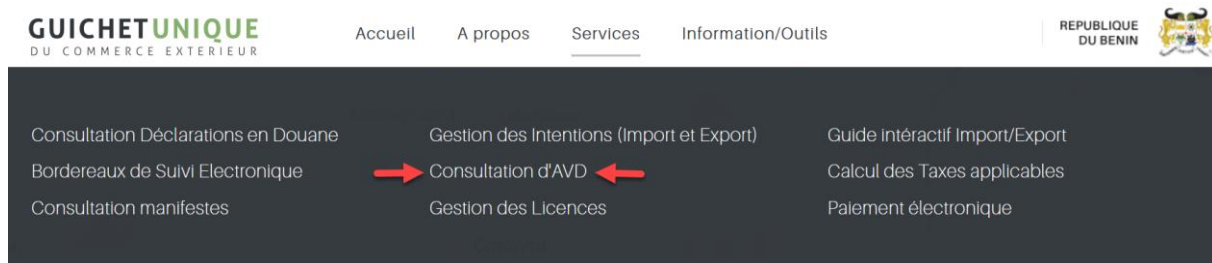 GUICHETUNIQUE
DU COMMERCE EXTERIEUR
Accueil
A propos
Services
Information/Outils
REPUBLIQUE
DU BENIN
Consultation Déclarations en Douane
Gestion des Intentions (Import et Export)
Guide intéractif Import/Export
Bordereaux de Suivi Electronique
Consultation d'AVD
Calcul des Taxes applicables
Consultation manifestes
Gestion des Licences
Paiement électronique